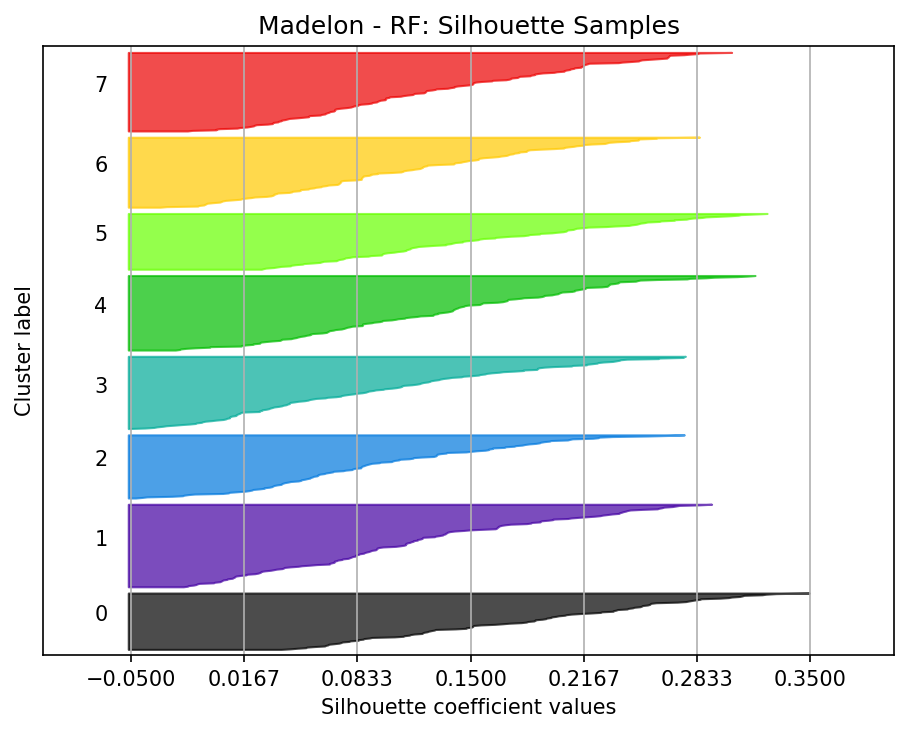 Madelon - RF: Silhouette Samples
7
6
5
4
3
2
1
0
Cluster label
−0.0500 0.0167 0.0833 0.1500 0.2167 0.2833 0.3500
Silhouette coefficient values